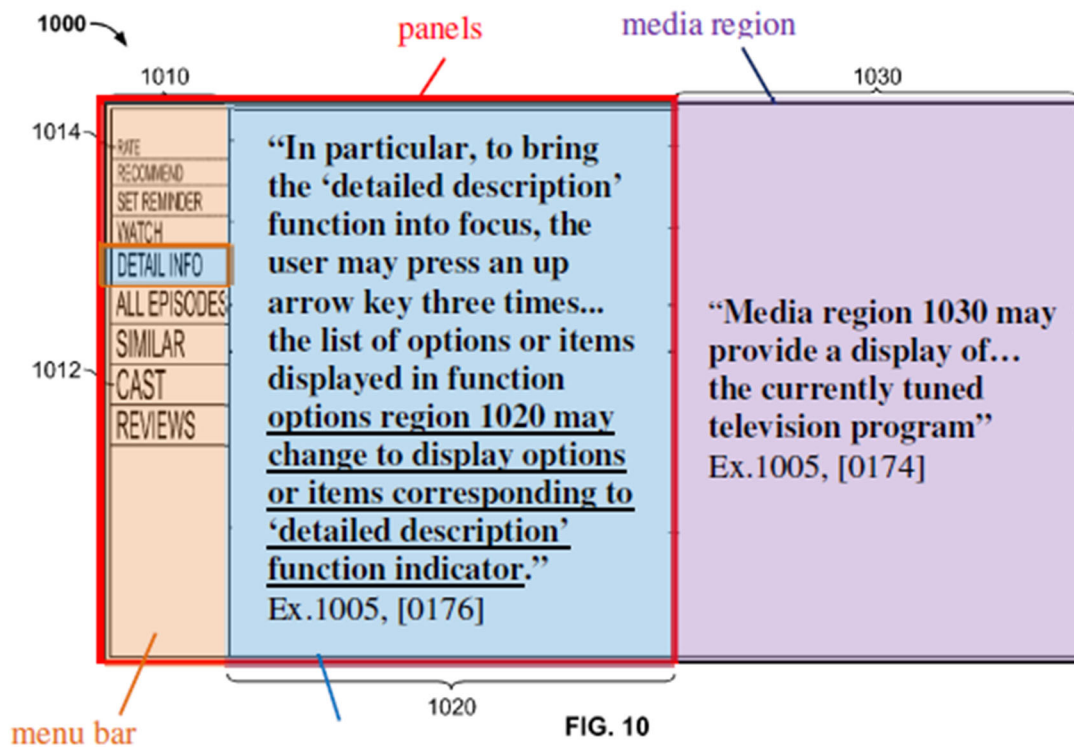 1000
panels
media region
1010
1030
1014
RATE
RECOMMEND
SET REMINDER
WATCH
DETAIL INFO
ALL EPISODES
SIMILAR
1012
CAST
REVIEWS
“In particular, to bring
the ‘detailed description’
function into focus, the
user may press an up
arrow key three times...
the list of options or items
displayed in function
options region 1020 may
change to display options
or items corresponding to
‘detailed description’
function indicator.”
Ex.1005, [0176]
“Media region 1030 may
provide a display of…
the currently tuned
television program”
Ex.1005, [0174]
1020
FIG. 10
menu bar